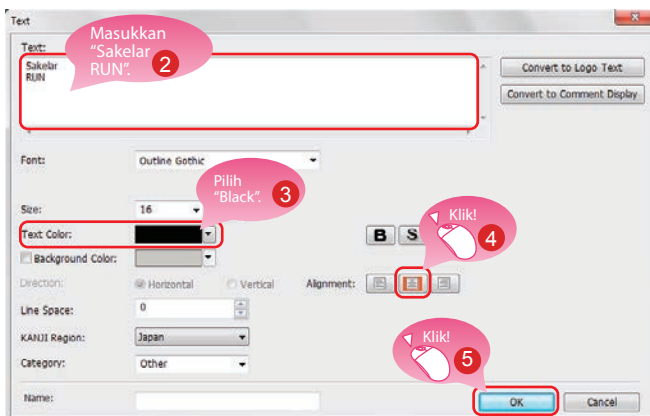 Text
Text:
Sakelar
RUN
Masukkan
“Sakelar
RUN”.
2
Convert to Logo Text
Convert to Comment Display
Font:
Outline Gothic
Pilih
“Black”.
3
Size:
16
Text Color:
B
S
Klik!
4
Background Color:
Direction:
Horizontal
Vertical
Alignment:
Line Space:
0
KANJI Region:
Japan
Klik!
5
Category:
Other
Name:
OK
Cancel